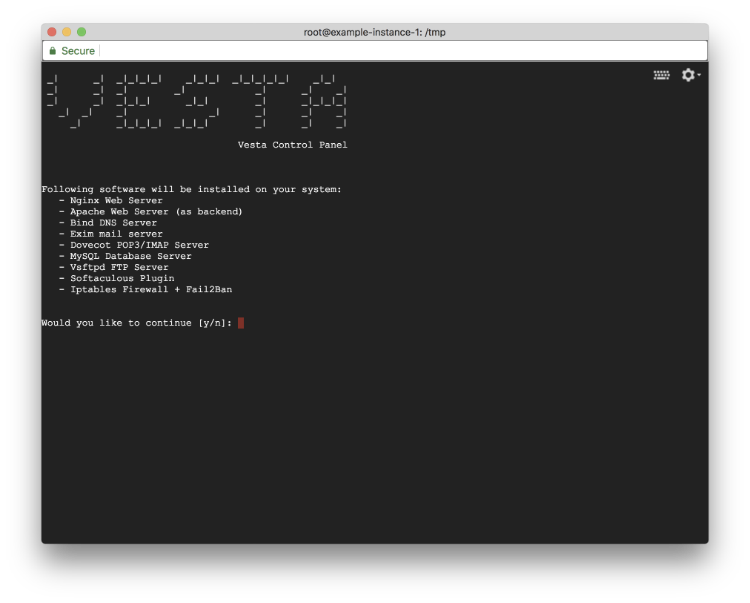 root@example-instance-1: /tmp
Secure
VESTA
Vesta Control Panel
Following software will be installed on your system:
- Nginx Web Server
- Apache Web Server (as backend)
- Bind DNS Server
- Exim mail server
- Dovecot POP3/IMAP Server
- MySQL Database Server
- Vsftpd FTP Server
- Softaculous Plugin
- Iptables Firewall + Fail2Ban
Would you like to continue [y/n]: